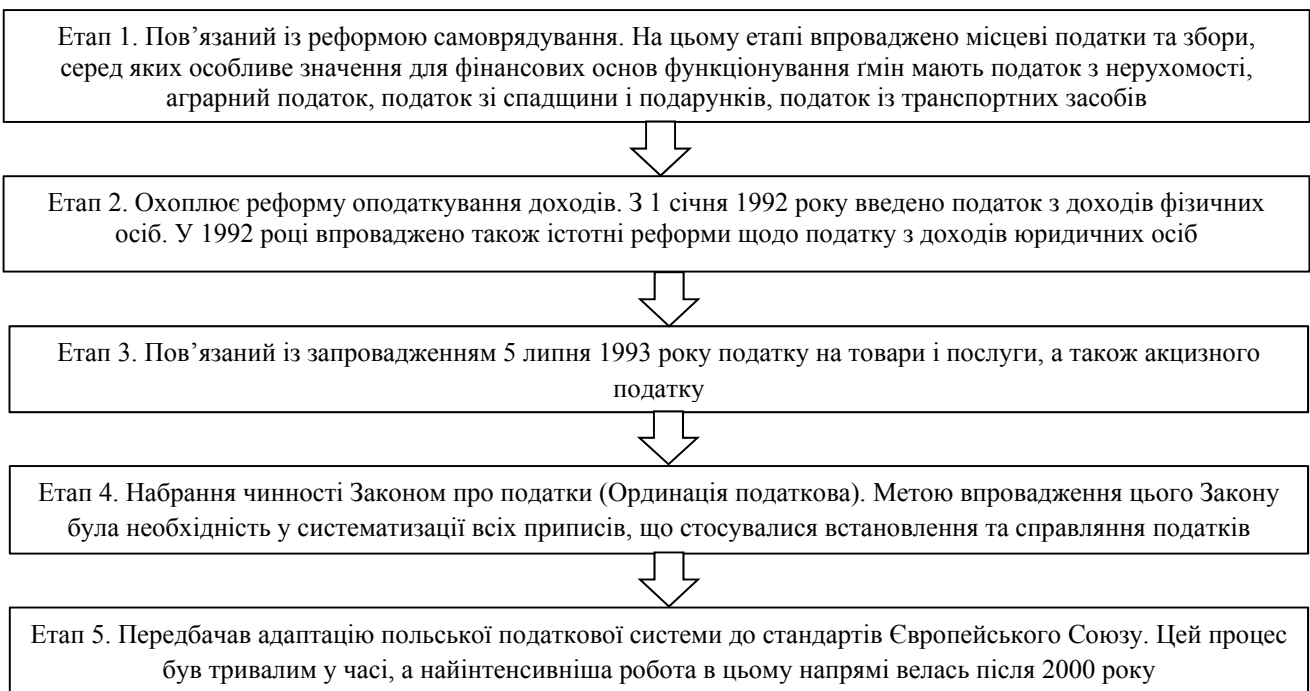 Етап 1. Пов’язаний із реформою самоврядування. На цьому етапі впроваджено місцеві податки та збори,
серед яких особливе значення для фінансових основ функціонування ґмін мають податок з нерухомості,
аграрний податок, податок зі спадщини і подарунків, податок із транспортних засобів
Етап 2. Охоплює реформу оподаткування доходів. З 1 січня 1992 року введено податок з доходів фізичних
осіб. У 1992 році впроваджено також істотні реформи щодо податку з доходів юридичних осіб
Етап 3. Пов’язаний із запровадженням 5 липня 1993 року податку на товари і послуги, а також акцизного
податку
Етап 4. Набрання чинності Законом про податки (Ординація податкова). Метою впровадження цього Закону
була необхідність у систематизації всіх приписів, що стосувалися встановлення та справляння податків
Етап 5. Передбачав адаптацію польської податкової системи до стандартів Європейського Союзу. Цей процес
був тривалим у часі, а найінтенсивніша робота в цьому напрямі велась після 2000 року